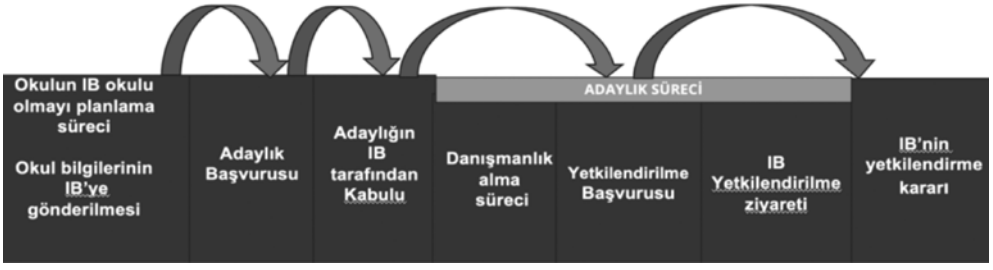 Okulun IB okulu
olmayı planlama
süreci
Okul bilgilerinin
IB'ye
gönderilmesi
Adaylık
Başvurusu
Adaylığın
IB
tarafından
Kabulu
ADAYLIK SÜRECİ
Danışmanlık
alma
süreci
Yetkilendirilme
Başvurusu
IB
Yetkilendirilme
ziyareti
IB'nin
yetkilendirme
kararı